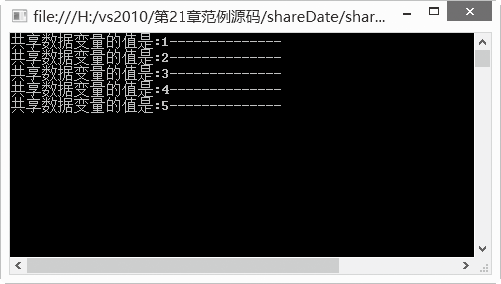 file:///H:/vs2010/第21章范例源码/shareDate/shar...
共享数据变量的值是:1--------------
共享数据变量的值是:2--------------
共享数据变量的值是:3--------------
共享数据变量的值是:4--------------
共享数据变量的值是:5--------------